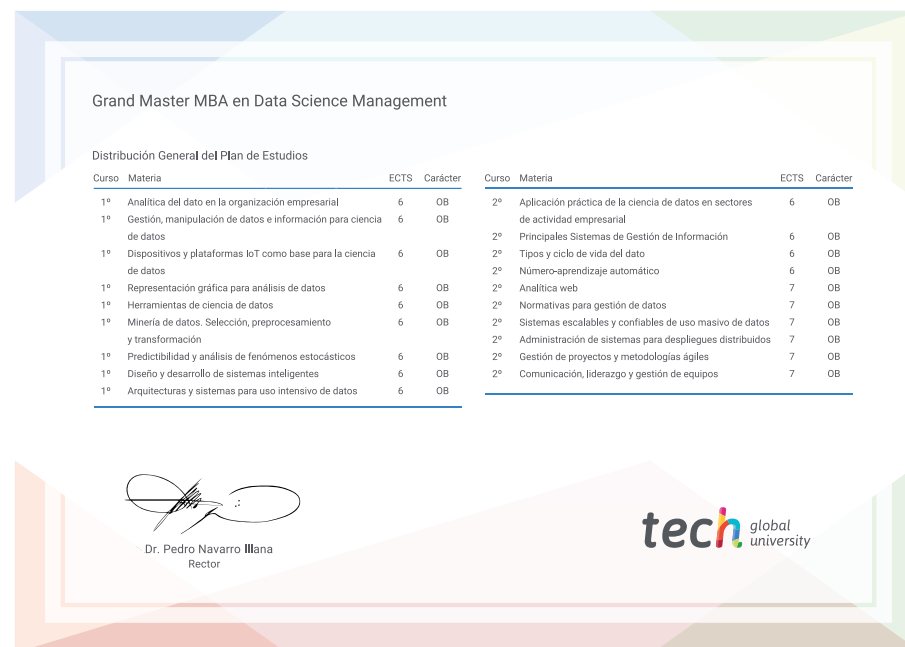 Grand Master MBA en Data Science Management
Distribución General del Plan de Estudios
Curso Materia ECTS Carácter
1º Analítica del dato en la organización empresarial 6 OB
1º Gestión, manipulación de datos e información para ciencia 6 OB
de datos
1º Dispositivos y plataformas IoT como base para la ciencia 6 OB
de datos
1º Representación gráfica para análisis de datos 6 OB
1º Herramientas de ciencia de datos 6 OB
1º Minería de datos. Selección, preprocesamiento 6 OB
y transformación
1º Predictibilidad y análisis de fenómenos estocásticos 6 OB
1º Diseño y desarrollo de sistemas inteligentes 6 OB
1º Arquitecturas y sistemas para uso intensivo de datos 6 OB
Curso Materia ECTS Carácter
2º Aplicación práctica de la ciencia de datos en sectores 6 OB
de actividad empresarial
2º Principales Sistemas de Gestión de Información 6 OB
2º Tipos y ciclo de vida del dato 6 OB
2º Número-aprendizaje automático 6 OB
2º Analítica web 7 OB
2º Normativas para gestión de datos 7 OB
2º Sistemas escalables y confiables de uso masivo de datos 7 OB
2º Administración de sistemas para despliegues distribuidos 7 OB
2º Gestión de proyectos y metodologías ágiles 7 OB
2º Comunicación, liderazgo y gestión de equipos 7 OB
Dr. Pedro Navarro Illana
Rector
tech global
university